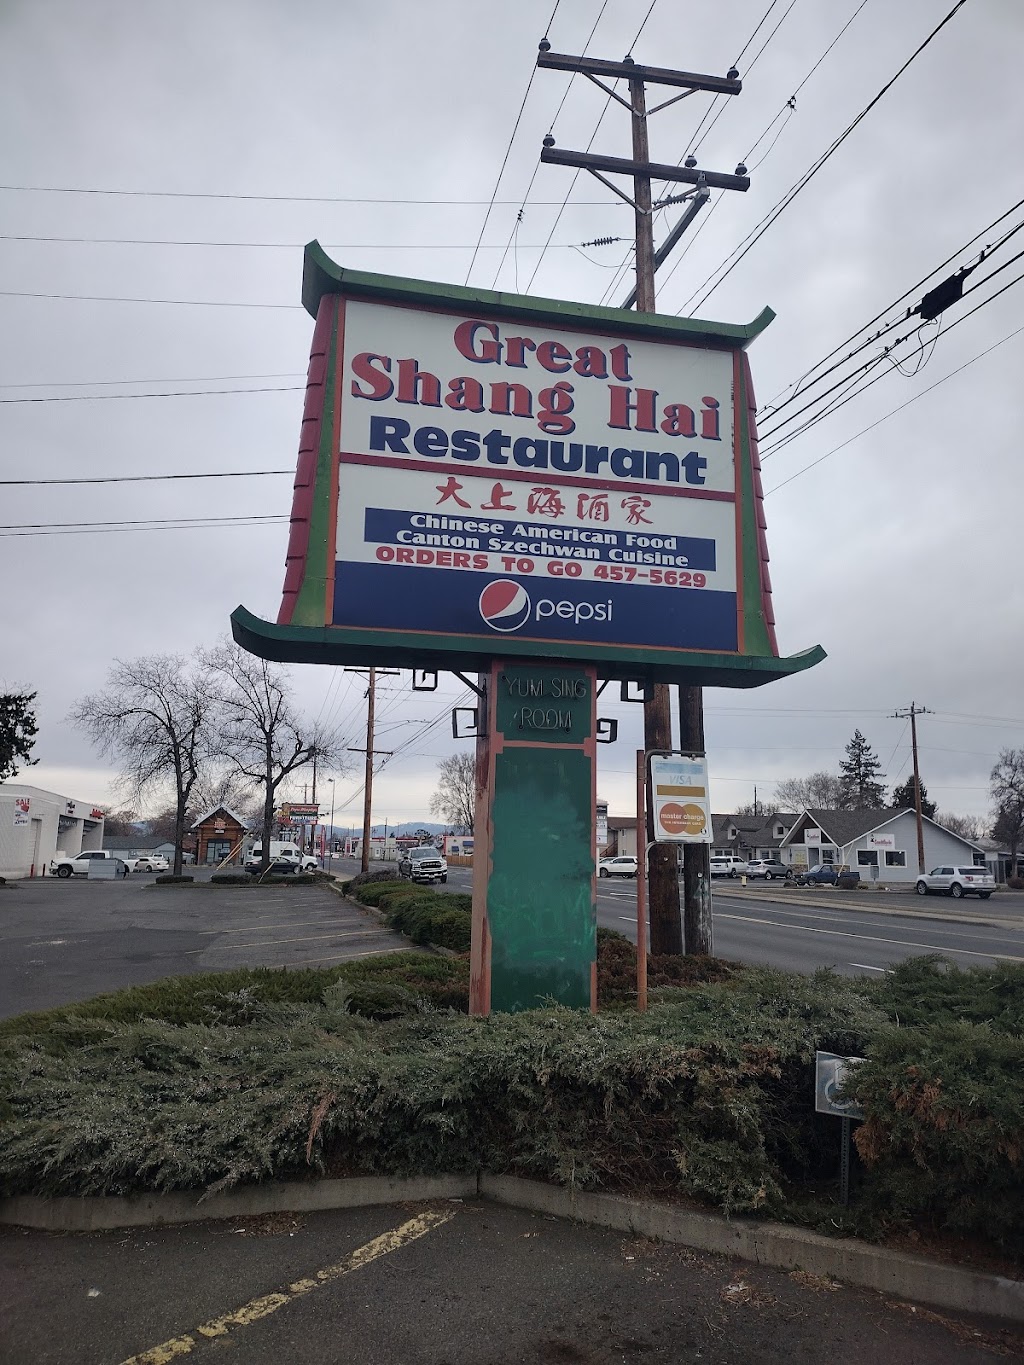 Great
Shang Hai
Restaurant
大上海酒家
Chinese American Food
Canton Szechwan Cuisine
ORDERS TO GO 457-5629
pepsi
YUM SING
ROOM
VISA
master charge
SALE